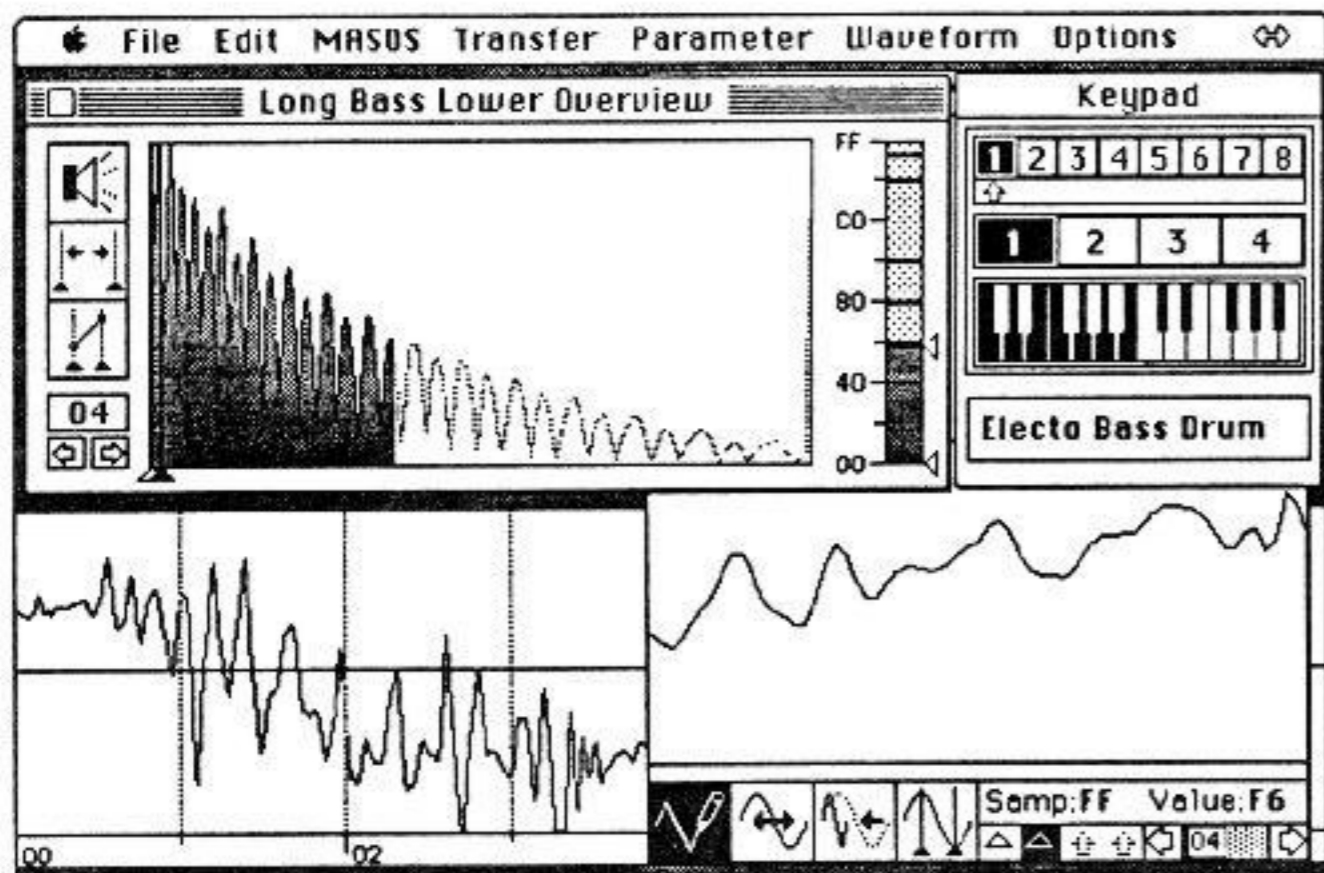 File Edit MASOS Transfer Parameter Waveform Options
Long Bass Lower Overview
FF
C0
80
40
00
04
Keypad
1 2 3 4 5 6 7 8
1 2 3 4
Electo Bass Drum
00 02
Samp:FF Value:F6
04